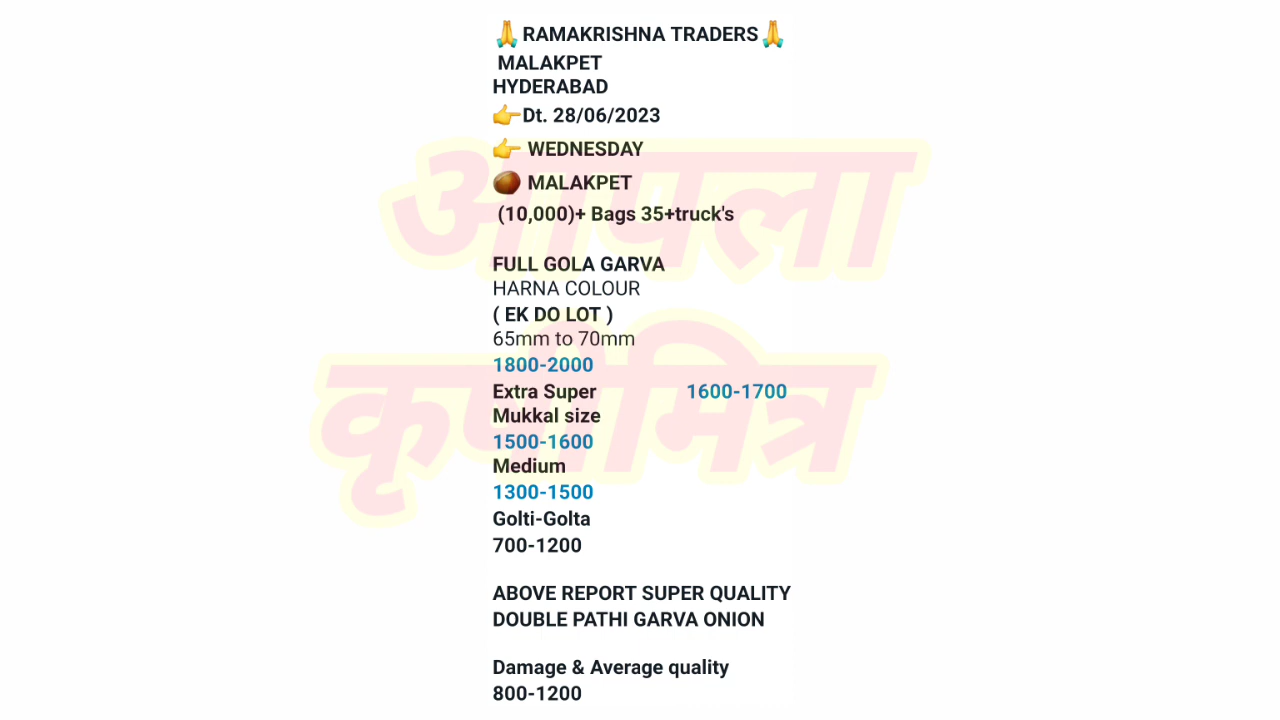 🙏RAMAKRISHNA TRADERS🙏
MALAKPET
HYDERABAD
👉Dt. 28/06/2023
👉 WEDNESDAY
🌰 MALAKPET
(10,000)+ Bags 35+truck's
FULL GOLA GARVA
HARNA COLOUR
( EK DO LOT )
65mm to 70mm
1800-2000
Extra Super 1600-1700
Mukkal size
1500-1600
Medium
1300-1500
Golti-Golta
700-1200
ABOVE REPORT SUPER QUALITY
DOUBLE PATHI GARVA ONION
Damage & Average quality
800-1200
आपला
कृषीमित्र